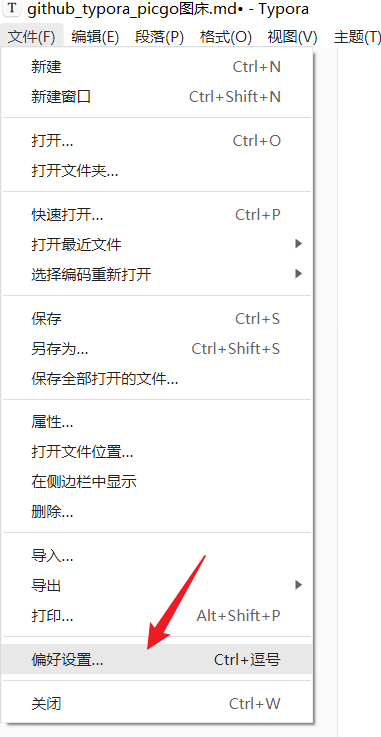 T github_typora_picgo图床.md• - Typora
文件(F) 编辑(E) 段落(P) 格式(O) 视图(V) 主题(T)
新建 Ctrl+N
新建窗口 Ctrl+Shift+N
打开... Ctrl+O
打开文件夹...
快速打开... Ctrl+P
打开最近文件
选择编码重新打开
保存 Ctrl+S
另存为... Ctrl+Shift+S
保存全部打开的文件...
属性...
打开文件位置...
在侧边栏中显示
删除...
导入...
导出
打印... Alt+Shift+P
偏好设置... Ctrl+逗号
关闭 Ctrl+W